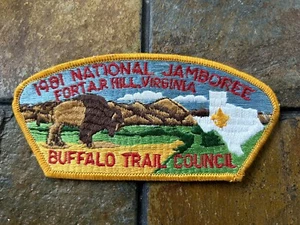 1981 NATIONAL JAMBOREE
FORT A.P. HILL, VIRGINIA
BUFFALO TRAIL COUNCIL